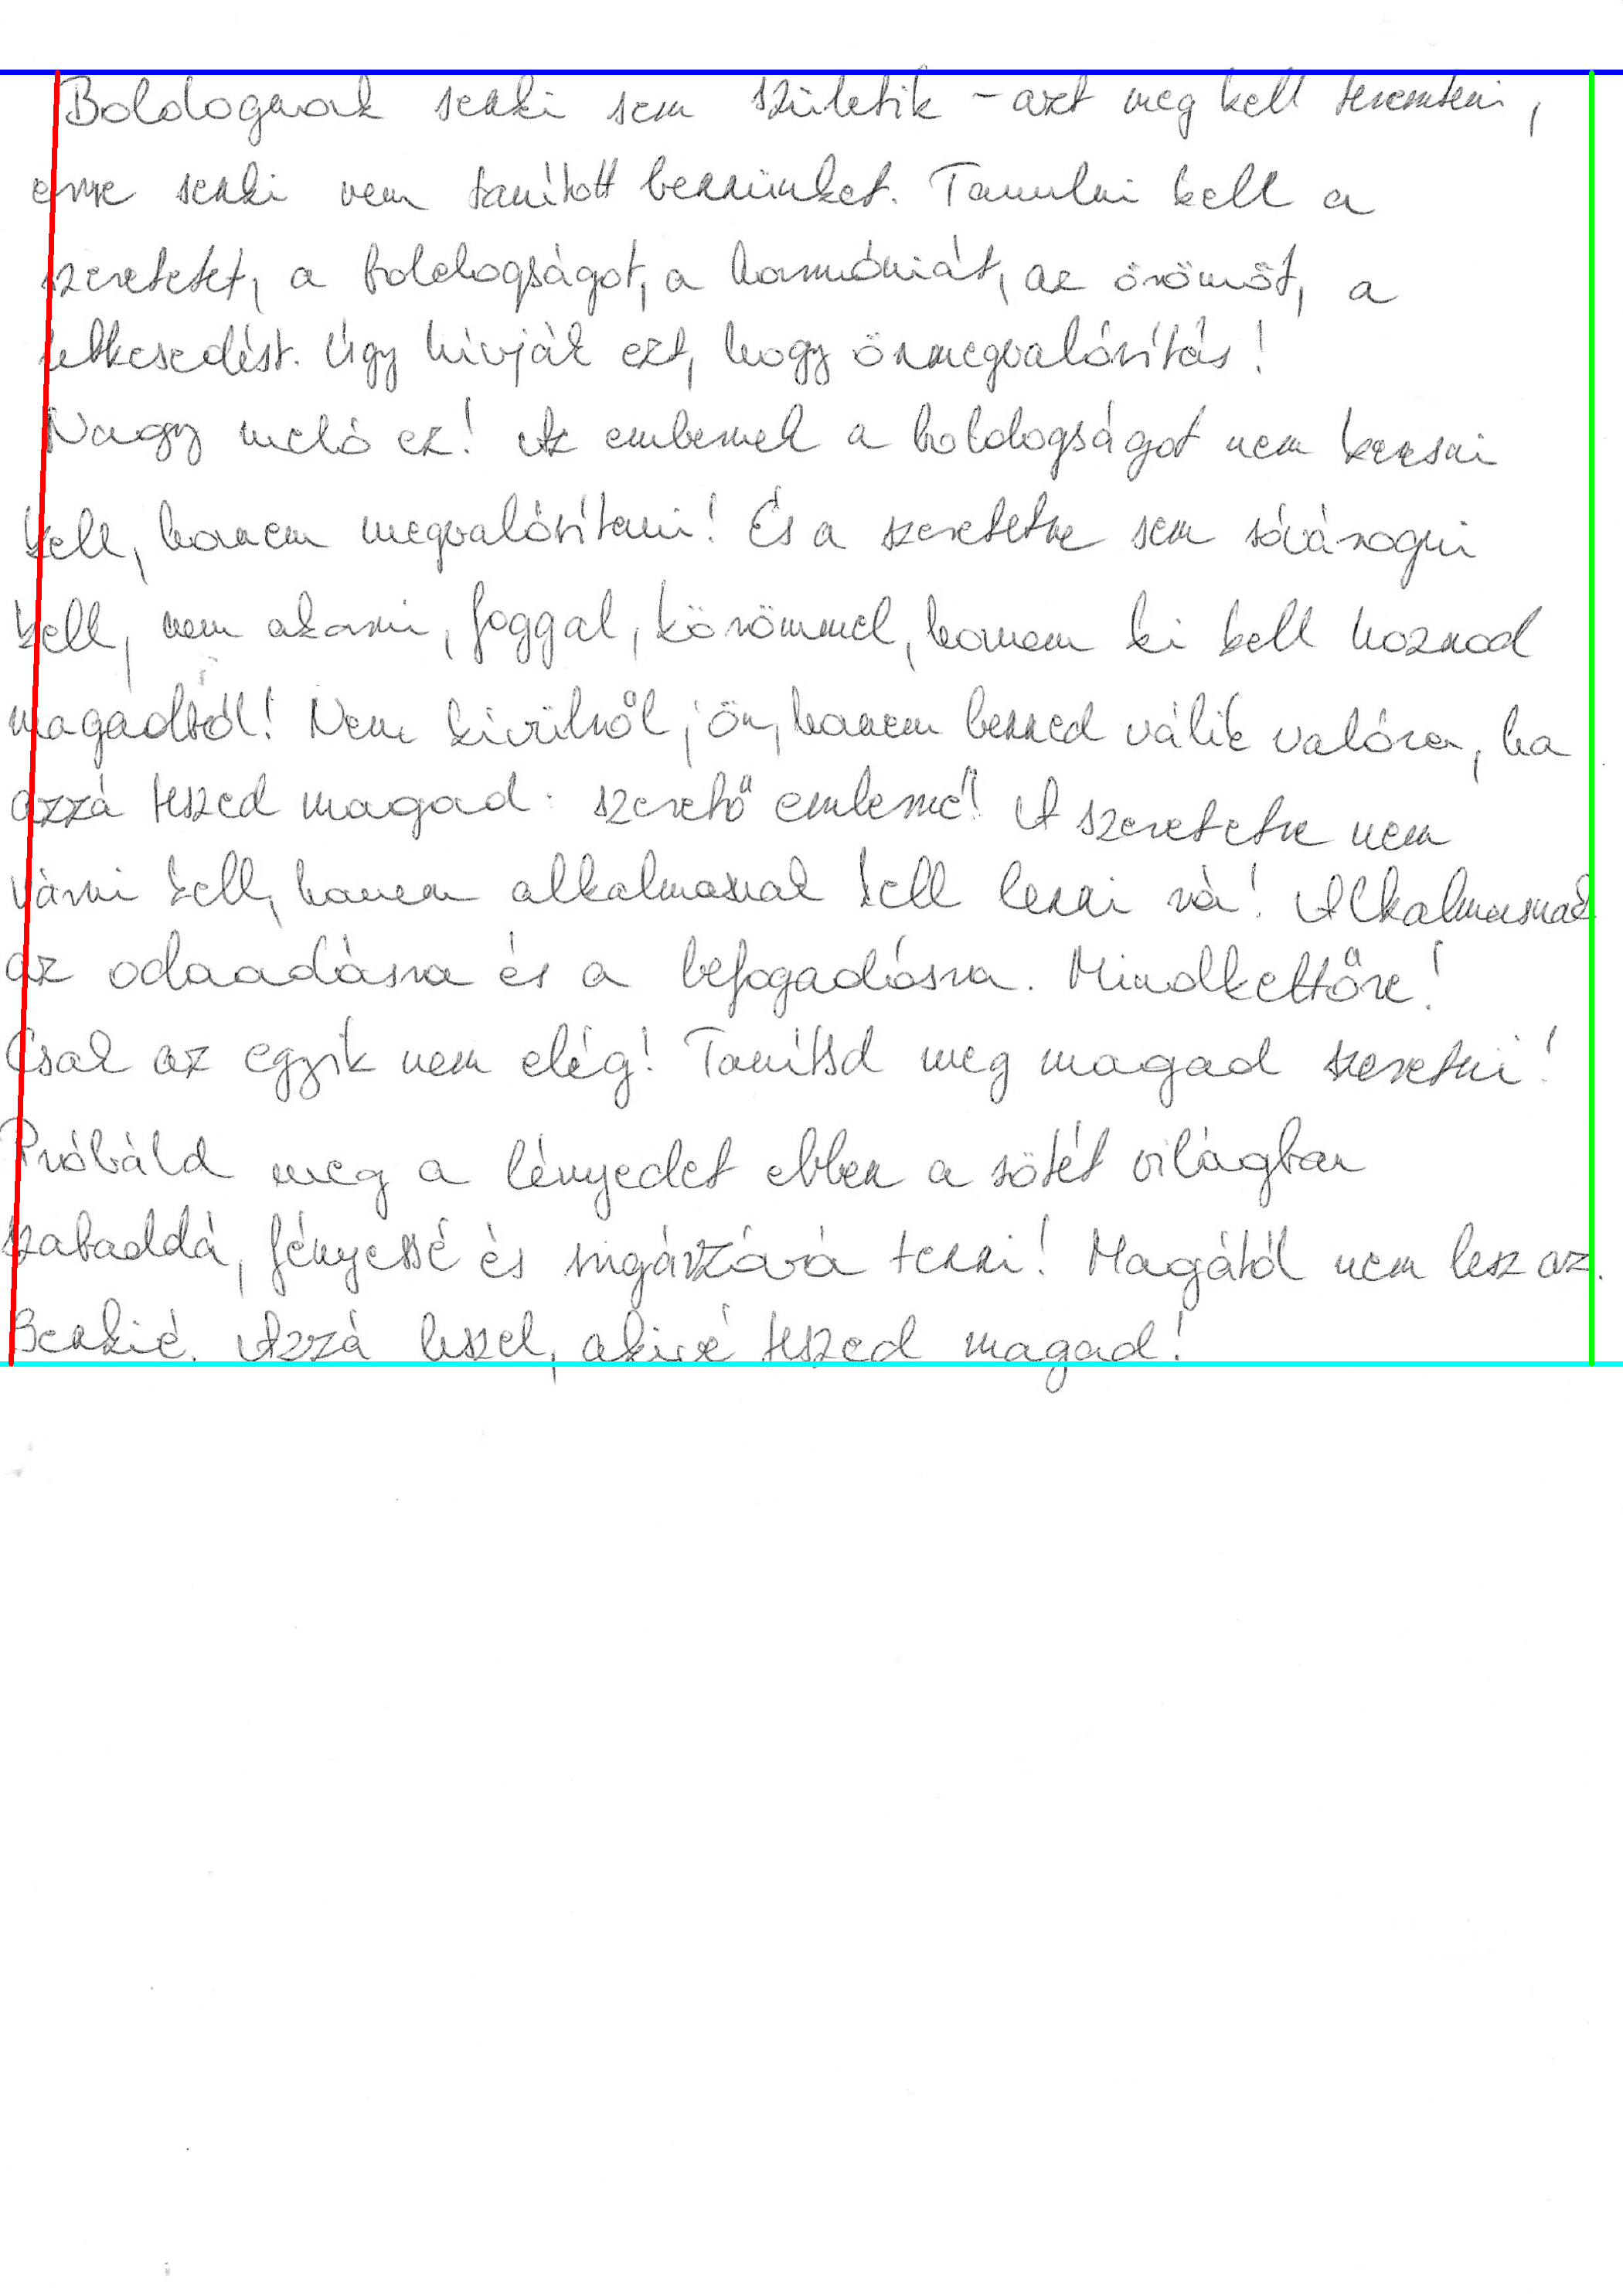 Boldognak senki sem születik – azt meg kell teremteni,
erre senki nem tanított bennünket. Tanulni kell a
szeretetet, a boldogságot, a harmóniát, az örömöt, a
lelkesedést. Úgy hívják ezt, hogy önmegvalósítás!
Nagy meló ez! Az embernek a boldogságot nem keresni
kell, hanem megvalósítani! És a szeretetre sem sóvárogni
kell, nem akarni, foggal, körömmel, hanem ki kell hoznod
magadból! Nem kívülről jön, hanem benned válik valóra, ha
azzá teszed magad: szerető emberré! A szeretetre nem
várni kell, hanem alkalmasnak kell lenni rá! Alkalmasnak
az odaadásra és a befogadásra. Mindkettőre!
Csak az egyik nem elég! Tanítsd meg magad szeretni!
Próbáld meg a lényedet ebben a sötét világban
szabaddá, fényessé és sugárzóvá tenni! Magától nem lesz az.
Senkié. Azzá leszel, akivé teszed magad!